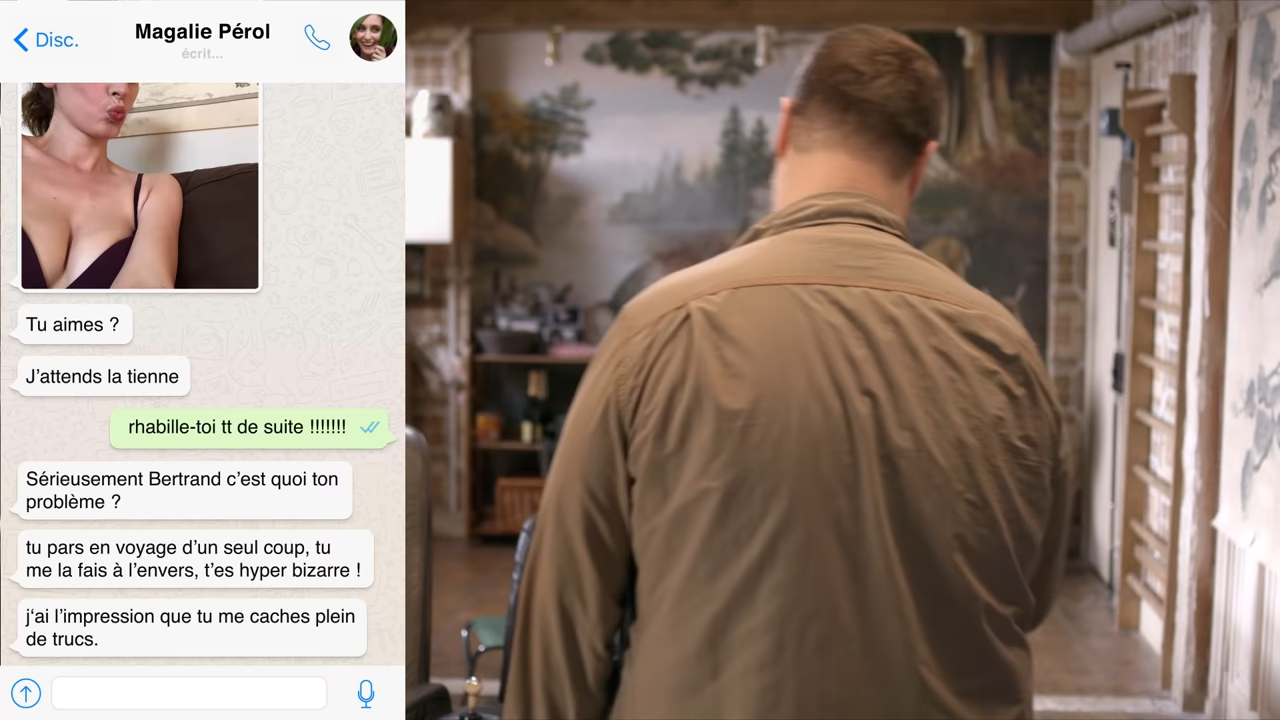 Disc.
Magalie Pérol
écrit...
Tu aimes ?
J’attends la tienne
rhabille-toi tt de suite !!!!!!!
Sérieusement Bertrand c’est quoi ton
problème ?
tu pars en voyage d’un seul coup, tu
me la fais à l’envers, t’es hyper bizarre !
j‘ai l’impression que tu me caches plein
de trucs.